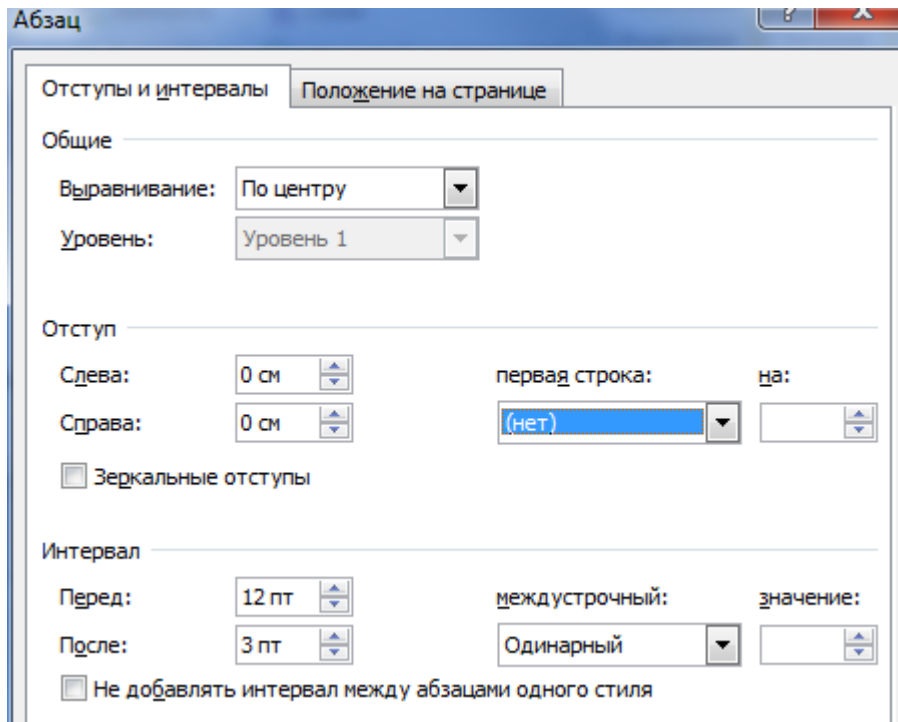 Абзац
Отступы и интервалы Положение на странице
Общие
Выравнивание: По центру
Уровень: Уровень 1
Отступ
Слева: 0 см первая строка: на:
Справа: 0 см (нет)
Зеркальные отступы
Интервал
Перед: 12 пт междустрочный: значение:
После: 3 пт Одинарный
Не добавлять интервал между абзацами одного стиля